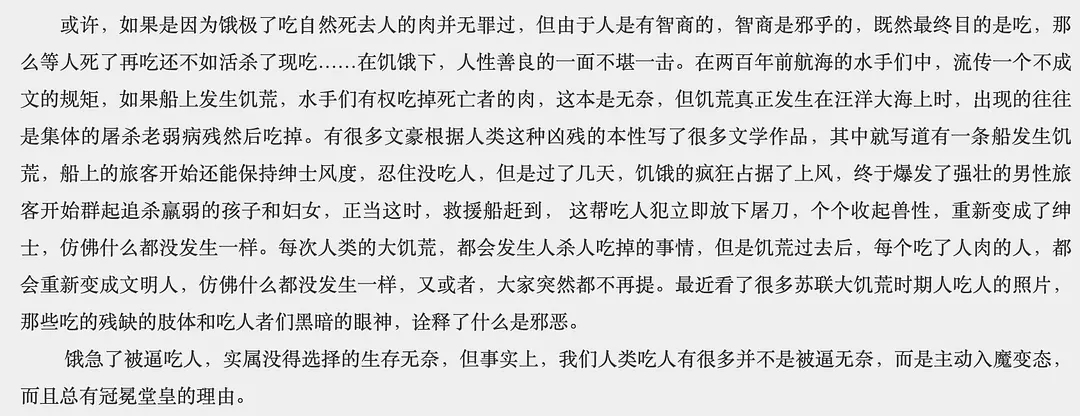 或许，如果是因为饿极了吃自然死去人的肉并无罪过，但由于人是有智商的，智商是邪乎的，既然最终目的是吃，那
么等人死了再吃还不如活杀了现吃……在饥饿下，人性善良的一面不堪一击。在两百年前航海的水手们中，流传一个不成
文的规矩，如果船上发生饥荒，水手们有权吃掉死亡者的肉，这本是无奈，但饥荒真正发生在汪洋大海上时，出现的往往
是集体的屠杀老弱病残然后吃掉。有很多文豪根据人类这种凶残的本性写了很多文学作品，其中就写道有一条船发生饥
荒，船上的旅客开始还能保持绅士风度，忍住没吃人，但是过了几天，饥饿的疯狂占据了上风，终于爆发了强壮的男性旅
客开始群起追杀羸弱的孩子和妇女，正当这时，救援船赶到， 这帮吃人犯立即放下屠刀，个个收起兽性，重新变成了绅
士，仿佛什么都没发生一样。每次人类的大饥荒，都会发生人杀人吃掉的事情，但是饥荒过去后，每个吃了人肉的人，都
会重新变成文明人，仿佛什么都没发生一样，又或者，大家突然都不再提。最近看了很多苏联大饥荒时期人吃人的照片，
那些吃的残缺的肢体和吃人者们黑暗的眼神，诠释了什么是邪恶。
饿急了被逼吃人，实属没得选择的生存无奈，但事实上，我们人类吃人有很多并不是被逼无奈，而是主动入魔变态，
而且总有冠冕堂皇的理由。